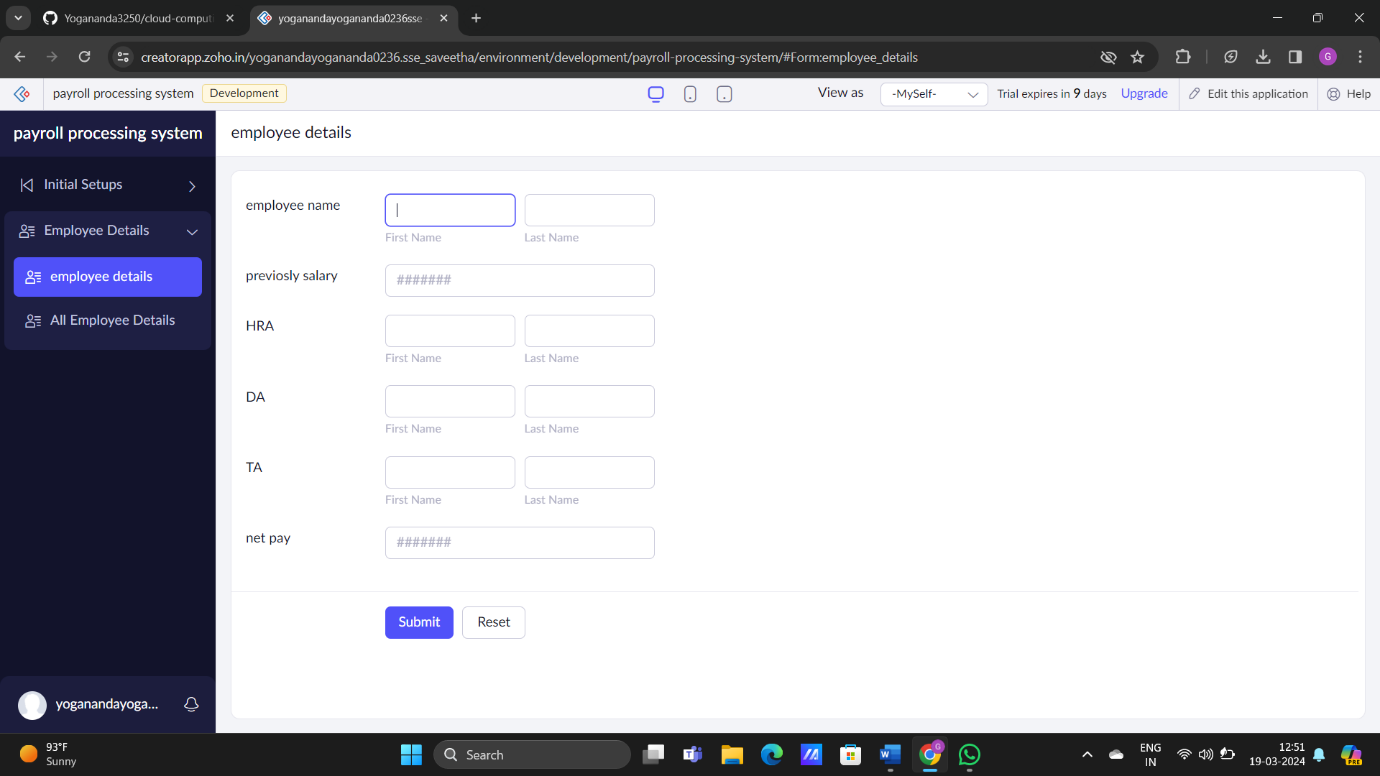 Yogananda3250/cloud-comput
yoganandayogananda0236sse
creatorapp.zoho.in/yoganandayogananda0236.sse_saveetha/environment/development/payroll-processing-system/#Form:employee_details
G
payroll processing system Development
View as -MySelf- Trial expires in 9 days Upgrade Edit this application Help
payroll processing system
employee details
Initial Setups
Employee Details
employee details
All Employee Details
employee name
First Name Last Name
previosly salary #######
HRA
First Name Last Name
DA
First Name Last Name
TA
First Name Last Name
net pay #######
Submit Reset
yoganandayoga...
93°F
Sunny
Search
ENG
IN
12:51
19-03-2024
PRE